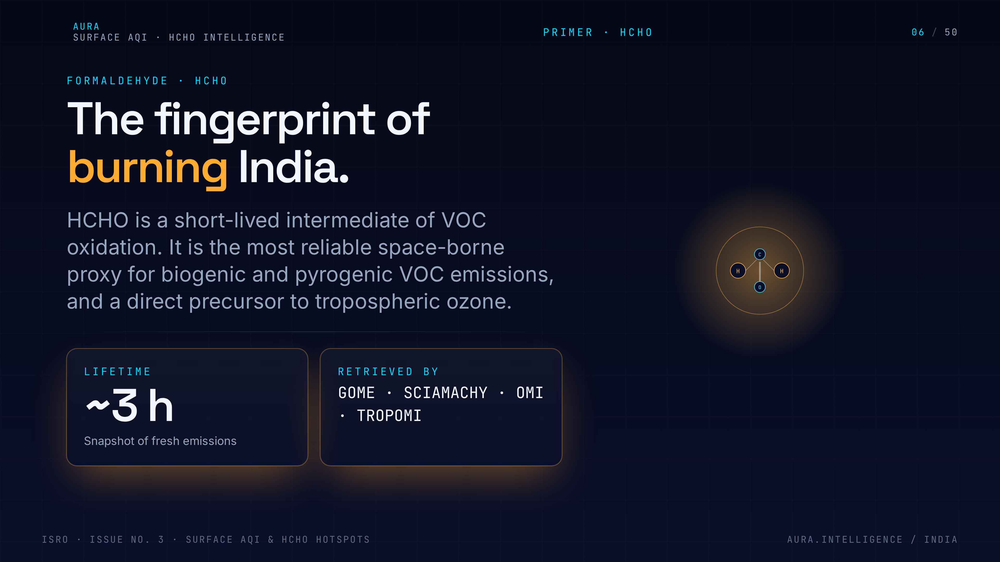 AURA
SURFACE AQI · HCHO INTELLIGENCE
PRIMER · HCHO
06 / 50
FORMALDEHYDE · HCHO
The fingerprint of
burning India.
HCHO is a short-lived intermediate of VOC
oxidation. It is the most reliable space-borne
proxy for biogenic and pyrogenic VOC emissions,
and a direct precursor to tropospheric ozone.
C
H
H
O
LIFETIME
~3 h
Snapshot of fresh emissions
RETRIEVED BY
GOME · SCIAMACHY · OMI
· TROPOMI
ISRO · ISSUE NO. 3 · SURFACE AQI & HCHO HOTSPOTS
AURA.INTELLIGENCE / INDIA